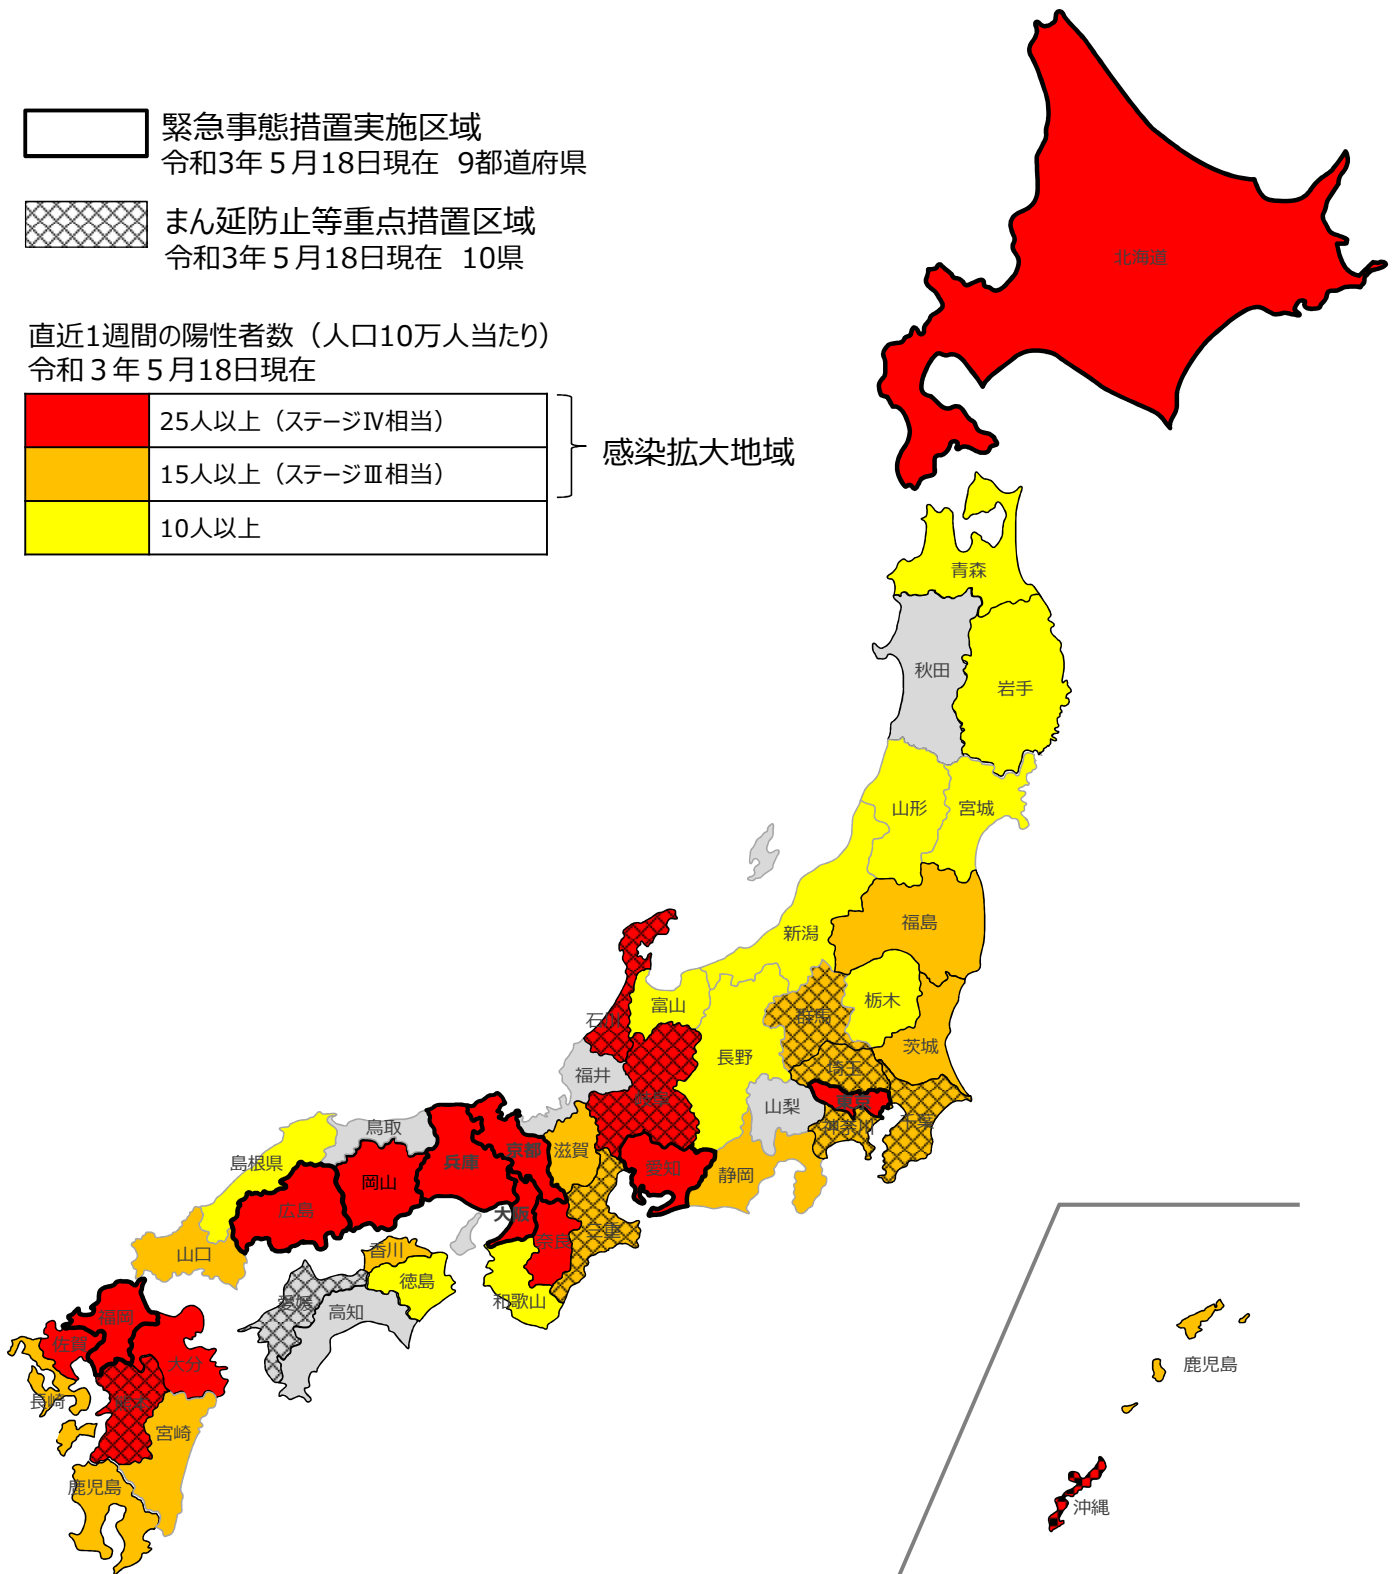 緊急事態措置実施区域
令和3年５月18日現在 9都道府県
まん延防止等重点措置区域
令和3年５月18日現在 10県
直近1週間の陽性者数（人口10万人当たり）
令和３年５月18日現在
25人以上（ステージⅣ相当）
15人以上（ステージⅢ相当）
10人以上
感染拡大地域
北海道
青森
秋田
岩手
山形
宮城
福島
新潟
栃木
群馬
茨城
埼玉
東京
千葉
神奈川
山梨
長野
富山
石川
福井
岐阜
静岡
愛知
滋賀
三重
京都
奈良
大阪
和歌山
兵庫
鳥取
岡山
島根県
広島
山口
香川
徳島
愛媛
高知
福岡
佐賀
大分
長崎
熊本
宮崎
鹿児島
鹿児島
沖縄